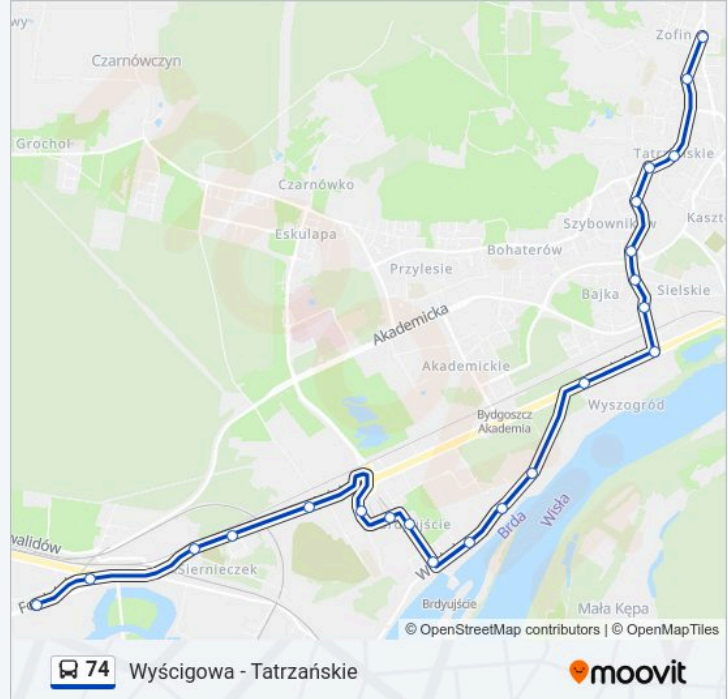 Zofin
Czarnówczyn
Grochol
Tatrzańskie
Czarnówko
Kaszt
Szybowników
Eskulapa
Bohaterów
Przylesie
Bajka
Sielskie
Akademicka
Akademickie
Wyszogród
Bydgoszcz
Akademia
Brda
Wisła
walidów
Siernieczek
Brdyujście
Mała Kępa
© OpenStreetMap contributors | © OpenMapTiles
74 Wyścigowa - Tatrzańskie
moovit